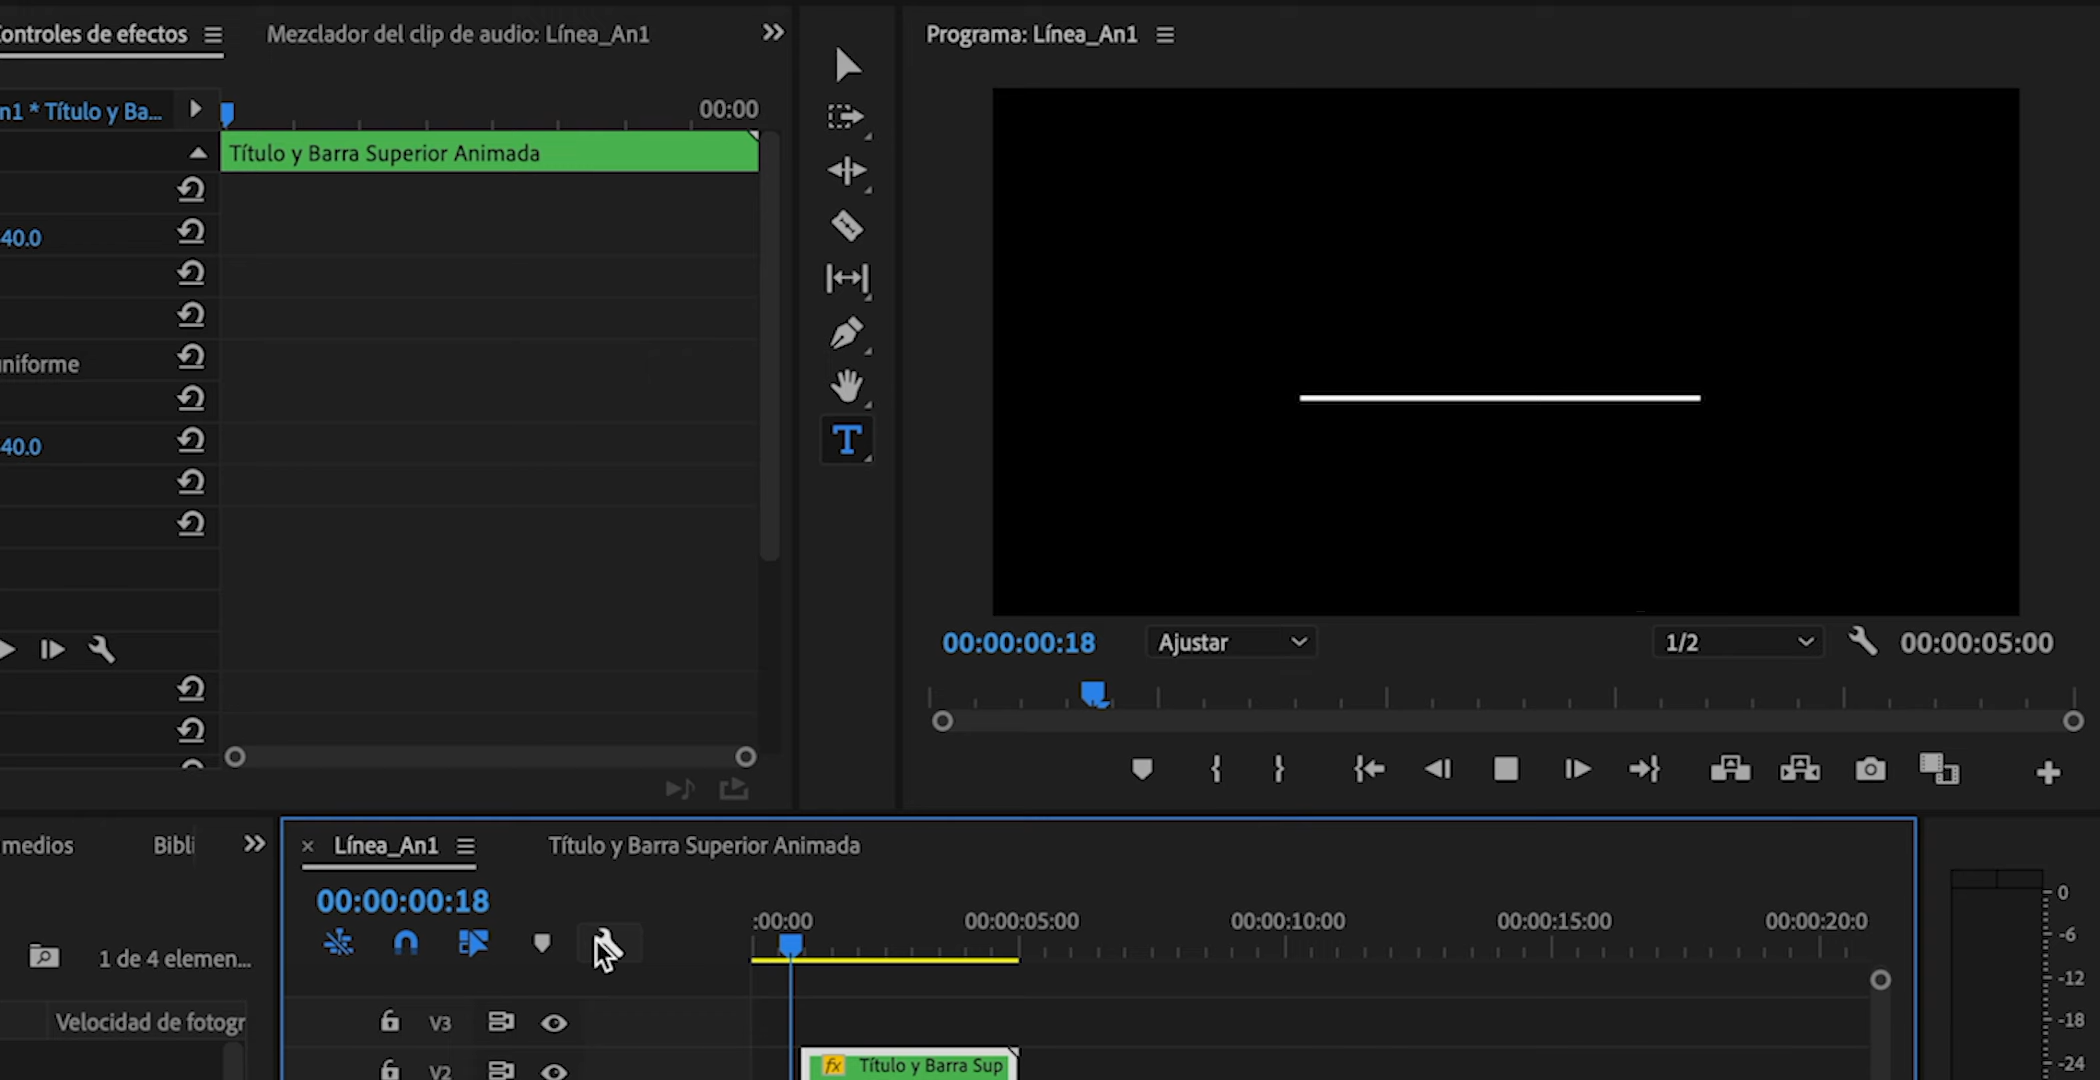 ontroles de efectos
Mezclador del clip de audio: Línea_An1
Programa: Línea_An1
n1 * Título y Ba...
00:00
Título y Barra Superior Animada
40.0
uniforme
40.0
T
00:00:00:18
Ajustar
1/2
00:00:05:00
medios
Bibli
Línea_An1
Título y Barra Superior Animada
00:00:00:18
:00:00
00:00:05:00
00:00:10:00
00:00:15:00
00:00:20:0
1 de 4 elemen...
Velocidad de fotogr
V3
V2
fx Título y Barra Sup
0
-6
-12
-18
-24